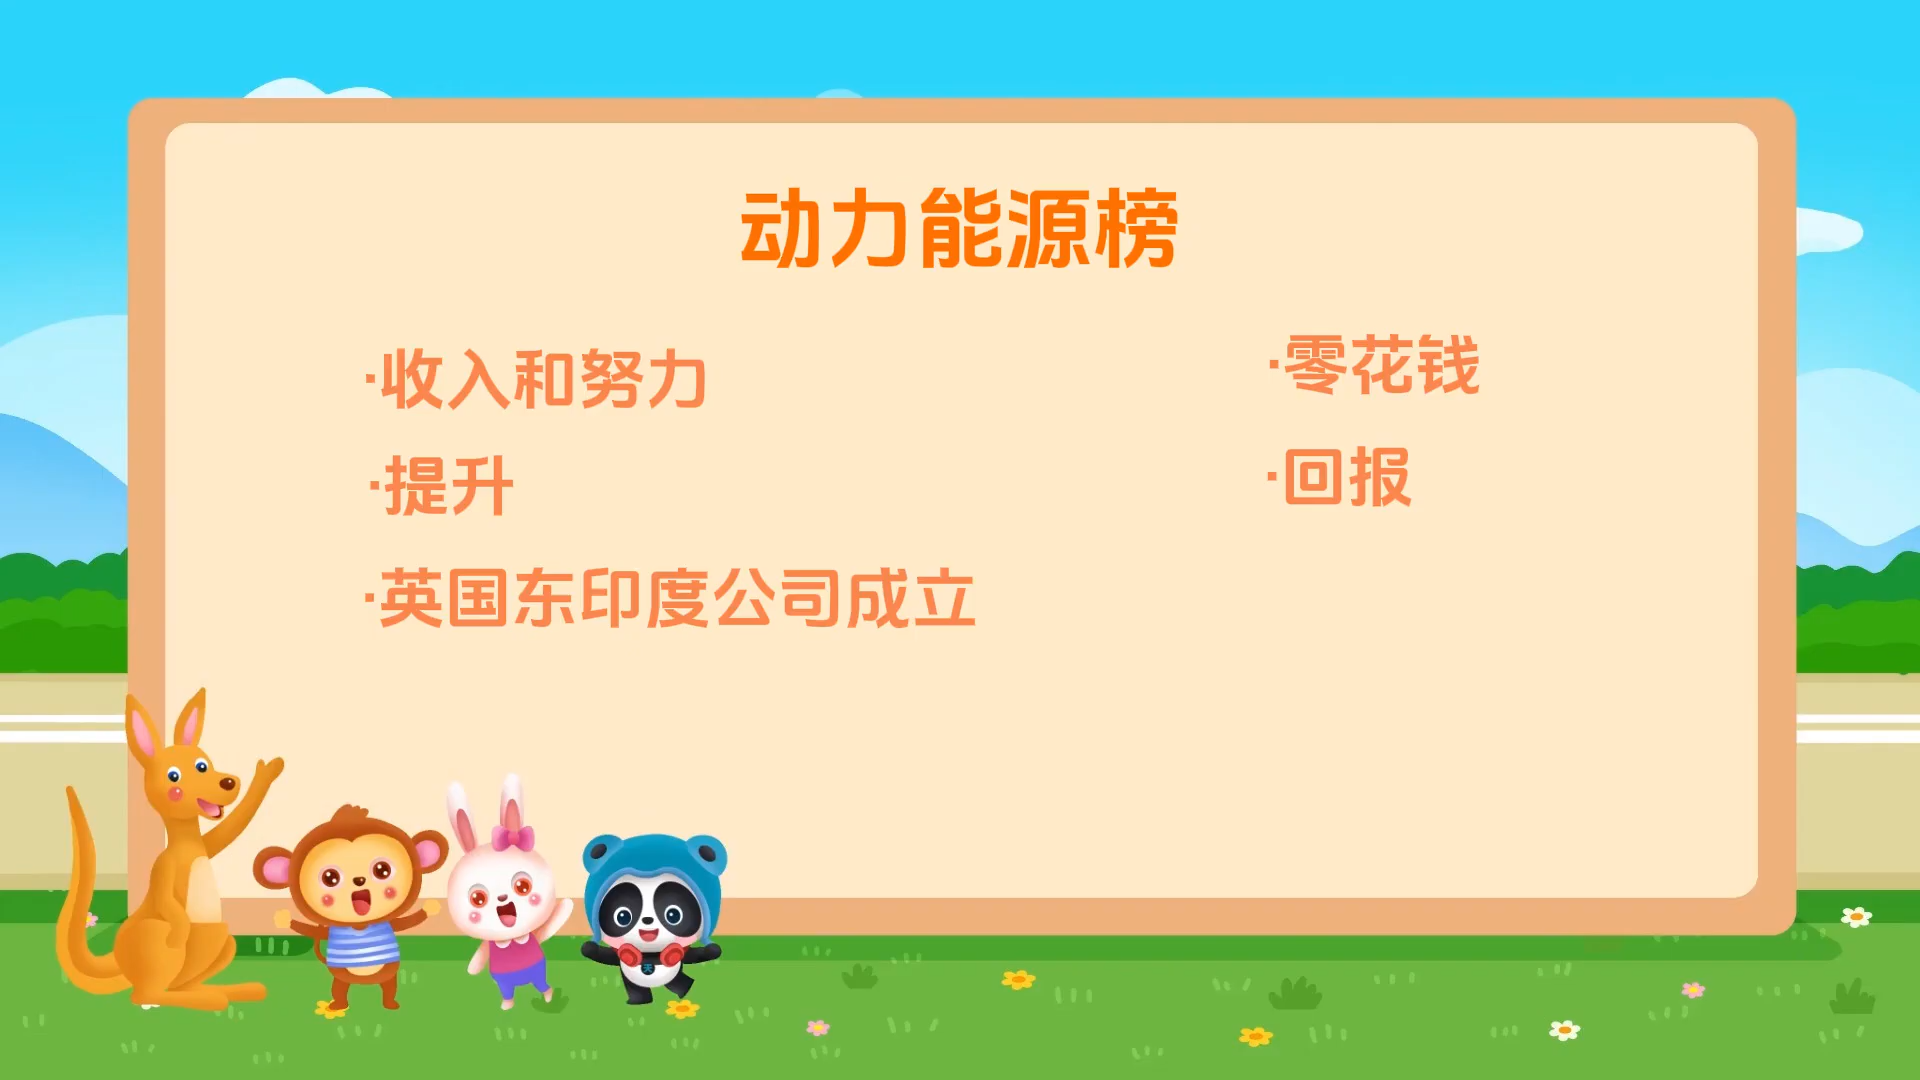 动力能源榜
·收入和努力
·零花钱
·提升
·回报
·英国东印度公司成立